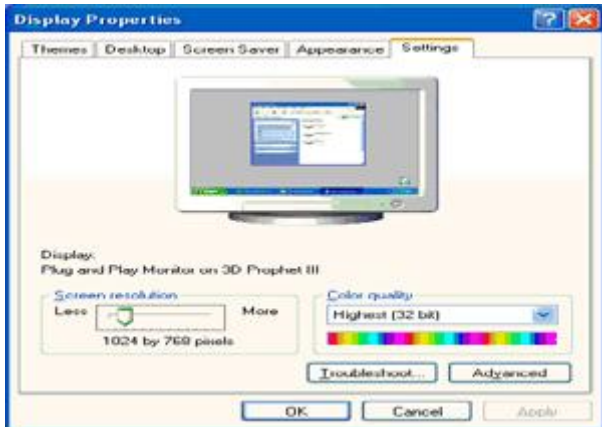 Display Properties
Themes Desktop Screen Saver Appearance Settings
Display:
Plug and Play Monitor on 3D Prophet III
Screen resolution
Less More
1024 by 768 pixels
Color quality
Highest (32 bit)
Troubleshoot... Advanced
OK Cancel Apply